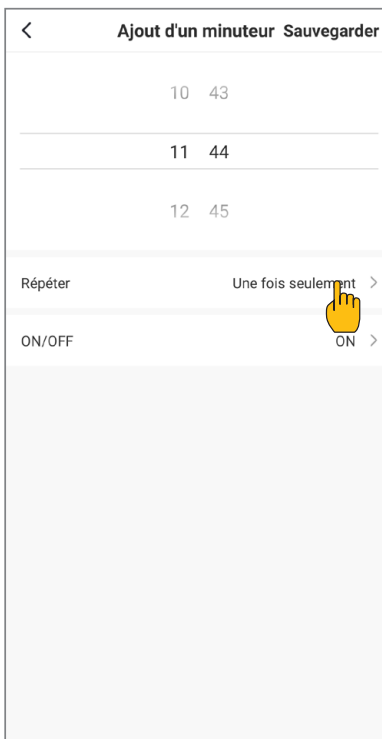 Ajout d'un minuteur Sauvegarder
10 43
11 44
12 45
Répéter Une fois seulement
ON/OFF ON